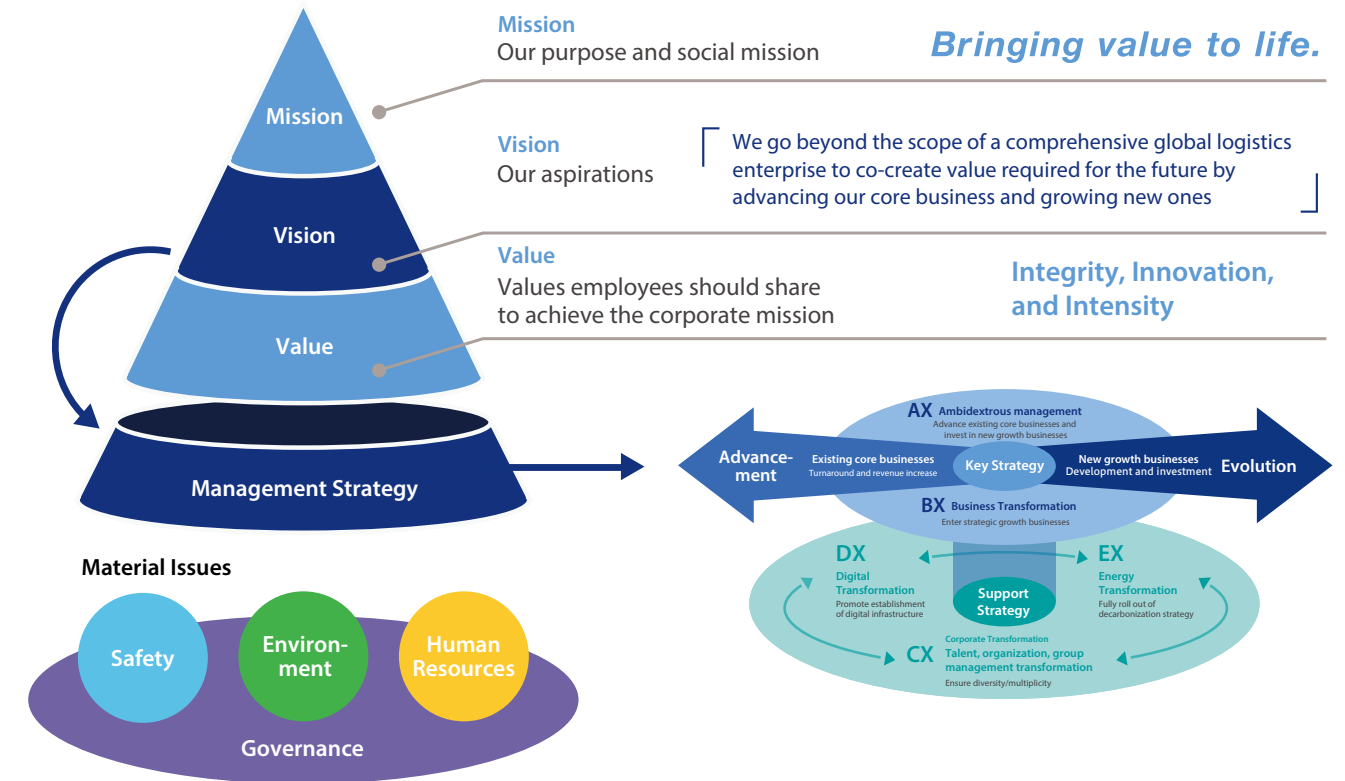 Mission
Our purpose and social mission
Bringing value to life.
Mission
Vision
Our aspirations
We go beyond the scope of a comprehensive global logistics
enterprise to co-create value required for the future by
advancing our core business and growing new ones
Vision
Value
Values employees should share
to achieve the corporate mission
Integrity, Innovation,
and Intensity
Value
Management Strategy
AX Ambidextrous management
Advance existing core businesses and
invest in new growth businesses
Advance-
ment
Existing core businesses
Turnaround and revenue increase
Key Strategy
New growth businesses
Development and investment
Evolution
BX Business Transformation
Enter strategic growth businesses
DX
Digital
Transformation
Promote establishment
of digital infrastructure
EX
Energy
Transformation
Fully roll out of
decarbonization strategy
Support
Strategy
CX
Corporate Transformation
Talent, organization, group
management transformation
Ensure diversity/multiplicity
Material Issues
Safety
Environ-
ment
Human
Resources
Governance